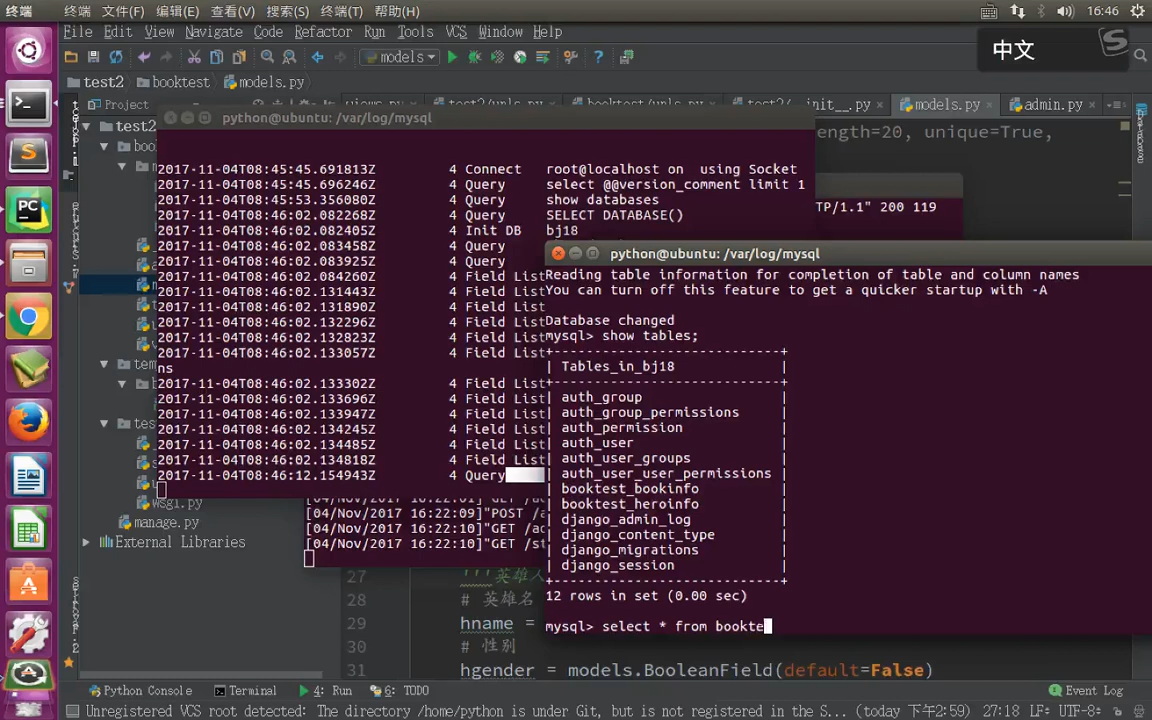 终端 终端 文件(F) 编辑(E) 查看(V) 搜索(S) 终端(T) 帮助(H) 16:46
File Edit View Navigate Code Refactor Run Tools VCS Window Help
中文
models
test2 booktest models.py
Project views.py test2/urls.py booktest/urls.py test2/__init__.py models.py admin.py
test2 ength=20, unique=True,
python@ubuntu: /var/log/mysql
2017-11-04T08:45:45.691813Z 4 Connect root@localhost on using Socket
2017-11-04T08:45:45.696246Z 4 Query select @@version_comment limit 1
2017-11-04T08:45:53.356080Z 4 Query show databases
TP/1.1" 200 119
2017-11-04T08:46:02.082268Z 4 Query SELECT DATABASE()
2017-11-04T08:46:02.082405Z 4 Init DB bj18
2017-11-04T08:46:02.083458Z 4 Query
2017-11-04T08:46:02.083925Z 4 Query
2017-11-04T08:46:02.084260Z 4 Field List
2017-11-04T08:46:02.131443Z 4 Field List
2017-11-04T08:46:02.131890Z 4 Field List
2017-11-04T08:46:02.132296Z 4 Field List
2017-11-04T08:46:02.132823Z 4 Field List
2017-11-04T08:46:02.133057Z 4 Field List
ns
2017-11-04T08:46:02.133302Z 4 Field List
2017-11-04T08:46:02.133696Z 4 Field List
2017-11-04T08:46:02.133947Z 4 Field List
2017-11-04T08:46:02.134245Z 4 Field List
2017-11-04T08:46:02.134485Z 4 Field List
2017-11-04T08:46:02.134818Z 4 Field List
2017-11-04T08:46:12.154943Z 4 Query
python@ubuntu: /var/log/mysql
Reading table information for completion of table and column names
You can turn off this feature to get a quicker startup with -A
Database changed
mysql> show tables;
+----------------------------+
| Tables_in_bj18 |
+----------------------------+
| auth_group |
| auth_group_permissions |
| auth_permission |
| auth_user |
| auth_user_groups |
| auth_user_user_permissions |
| booktest_bookinfo |
| booktest_heroinfo |
| django_admin_log |
| django_content_type |
| django_migrations |
| django_session |
+----------------------------+
12 rows in set (0.00 sec)
mysql> select * from bookte
[04/Nov/2017 16:22:01] "GET /a
[04/Nov/2017 16:22:09]"POST /a
[04/Nov/2017 16:22:10]"GET /ad
[04/Nov/2017 16:22:10]"GET /st
wsgi.py
manage.py
External Libraries
27 '''英雄人
28 # 英雄名
29 hname =
30 # 性别
31 hgender = models.BooleanField(default=False)
Python Console Terminal 4: Run 6: TODO Event Log
Unregistered VCS root detected: The directory /home/python is under Git, but is not registered in the S... (today 下午2:59) 27:18 LF÷ UTF-8÷